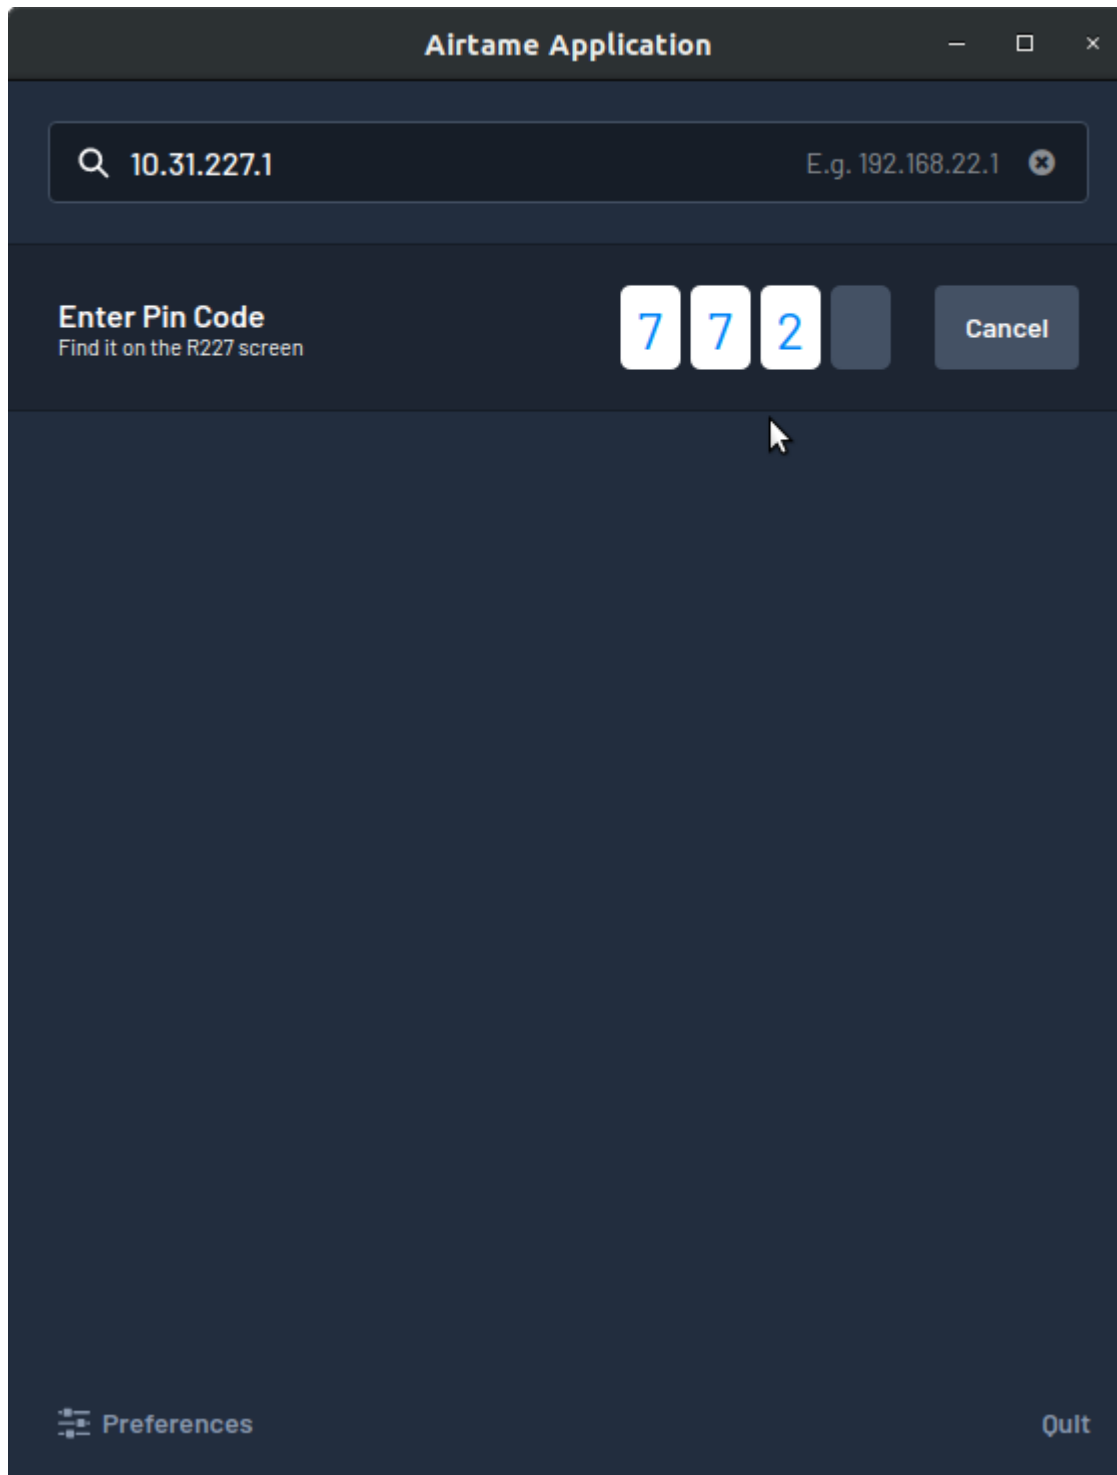 Airtame Application
10.31.227.1 E.g. 192.168.22.1
Enter Pin Code
Find it on the R227 screen
7 7 2
Cancel
Preferences
Quit